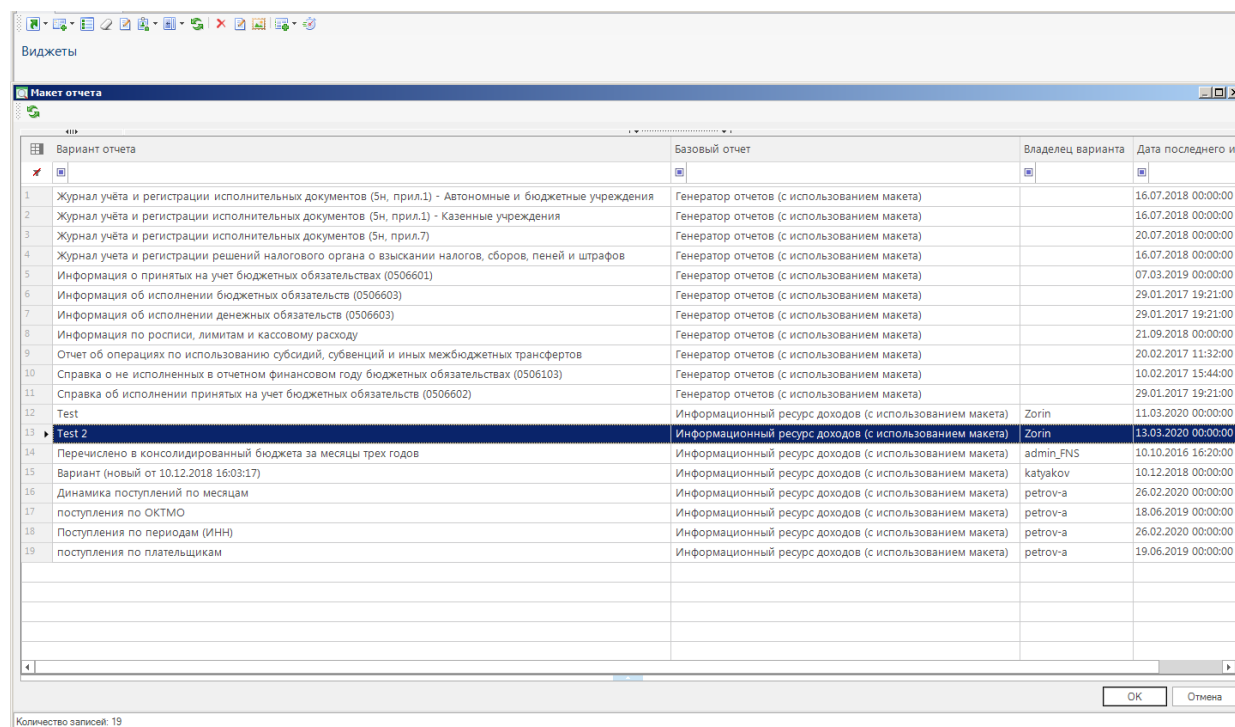 Виджеты
Макет отчета
Вариант отчета Базовый отчет Владелец варианта Дата последнего и
1 Журнал учёта и регистрации исполнительных документов (5н, прил.1) - Автономные и бюджетные учреждения Генератор отчетов (с использованием макета) 16.07.2018 00:00:00
2 Журнал учёта и регистрации исполнительных документов (5н, прил.1) - Казенные учреждения Генератор отчетов (с использованием макета) 16.07.2018 00:00:00
3 Журнал учёта и регистрации исполнительных документов (5н, прил.7) Генератор отчетов (с использованием макета) 20.07.2018 00:00:00
4 Журнал учета и регистрации решений налогового органа о взыскании налогов, сборов, пеней и штрафов Генератор отчетов (с использованием макета) 16.07.2018 00:00:00
5 Информация о принятых на учет бюджетных обязательствах (0506601) Генератор отчетов (с использованием макета) 07.03.2019 00:00:00
6 Информация об исполнении бюджетных обязательств (0506603) Генератор отчетов (с использованием макета) 29.01.2017 19:21:00
7 Информация об исполнении денежных обязательств (0506603) Генератор отчетов (с использованием макета) 29.01.2017 19:21:00
8 Информация по росписи, лимитам и кассовому расходу Генератор отчетов (с использованием макета) 21.09.2018 00:00:00
9 Отчет об операциях по использованию субсидий, субвенций и иных межбюджетных трансфертов Генератор отчетов (с использованием макета) 20.02.2017 11:32:00
10 Справка о не исполненных в отчетном финансовом году бюджетных обязательствах (0506103) Генератор отчетов (с использованием макета) 10.02.2017 15:44:00
11 Справка об исполнении принятых на учет бюджетных обязательств (0506602) Генератор отчетов (с использованием макета) 29.01.2017 19:21:00
12 Test Информационный ресурс доходов (с использованием макета) Zorin 11.03.2020 00:00:00
13 Test 2 Информационный ресурс доходов (с использованием макета) Zorin 13.03.2020 00:00:00
14 Перечислено в консолидированный бюджета за месяцы трех годов Информационный ресурс доходов (с использованием макета) admin_FNS 10.10.2016 16:20:00
15 Вариант (новый от 10.12.2018 16:03:17) Информационный ресурс доходов (с использованием макета) katyakov 10.12.2018 00:00:00
16 Динамика поступлений по месяцам Информационный ресурс доходов (с использованием макета) petrov-a 26.02.2020 00:00:00
17 поступления по ОКТМО Информационный ресурс доходов (с использованием макета) petrov-a 18.06.2019 00:00:00
18 Поступления по периодам (ИНН) Информационный ресурс доходов (с использованием макета) petrov-a 26.02.2020 00:00:00
19 поступления по плательщикам Информационный ресурс доходов (с использованием макета) petrov-a 19.06.2019 00:00:00
OK Отмена
Количество записей: 19